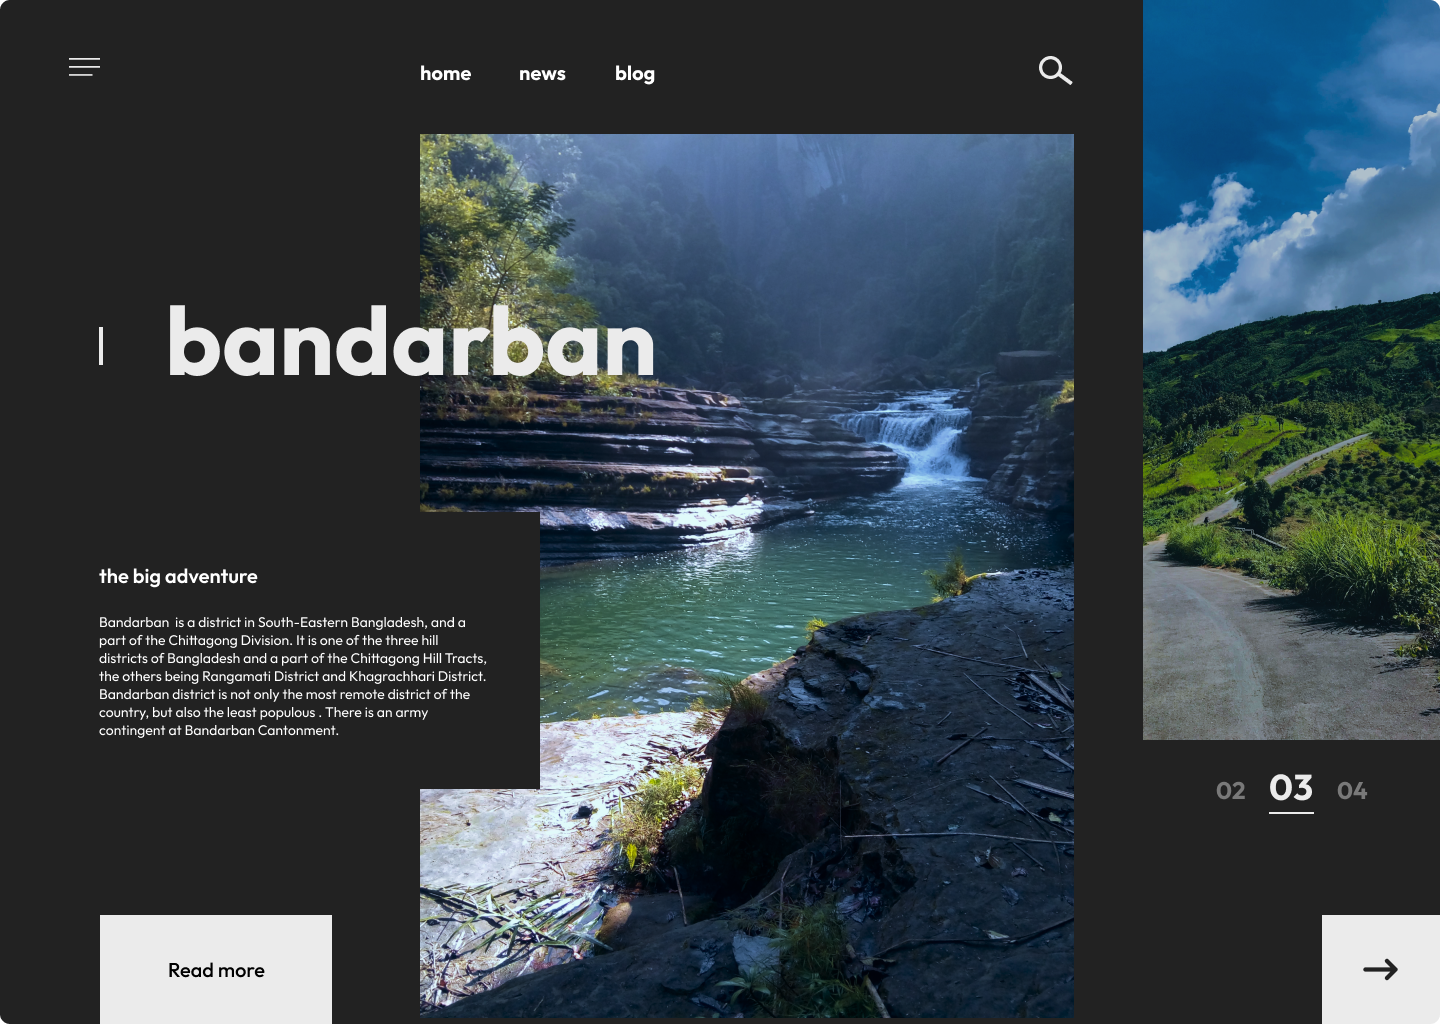 home news blog
bandarban
the big adventure
Bandarban is a district in South-Eastern Bangladesh, and a
part of the Chittagong Division. It is one of the three hill
districts of Bangladesh and a part of the Chittagong Hill Tracts,
the others being Rangamati District and Khagrachhari District.
Bandarban district is not only the most remote district of the
country, but also the least populous . There is an army
contingent at Bandarban Cantonment.
02 03 04
Read more